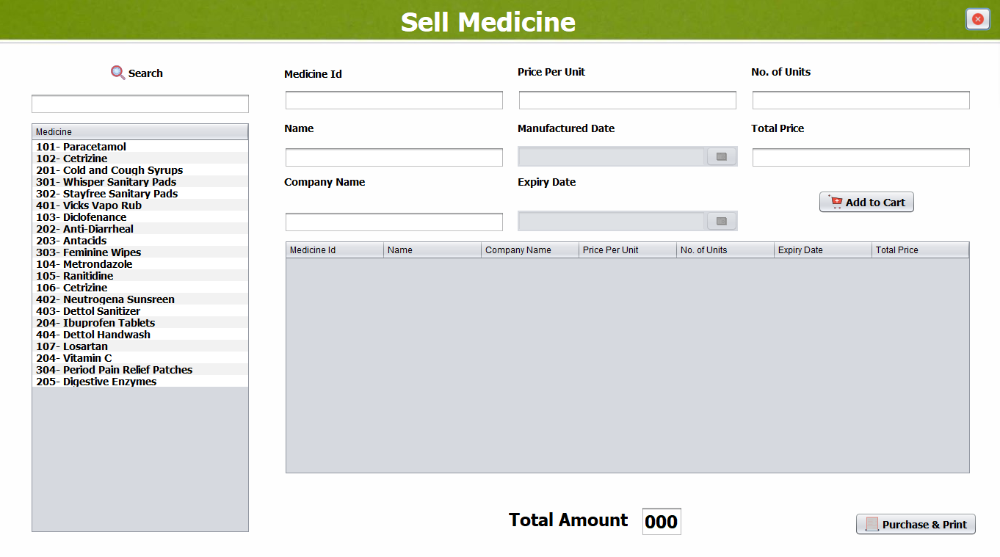 Sell Medicine
Search
Medicine
101- Paracetamol
102- Cetrizine
201- Cold and Cough Syrups
301- Whisper Sanitary Pads
302- Stayfree Sanitary Pads
401- Vicks Vapo Rub
103- Diclofenance
202- Anti-Diarrheal
203- Antacids
303- Feminine Wipes
104- Metrondazole
105- Ranitidine
106- Cetrizine
402- Neutrogena Sunsreen
403- Dettol Sanitizer
204- Ibuprofen Tablets
404- Dettol Handwash
107- Losartan
204- Vitamin C
304- Period Pain Relief Patches
205- Digestive Enzymes
Medicine Id
Price Per Unit
No. of Units
Name
Manufactured Date
Total Price
Company Name
Expiry Date
Add to Cart
Medicine Id Name Company Name Price Per Unit No. of Units Expiry Date Total Price
Total Amount 000
Purchase & Print